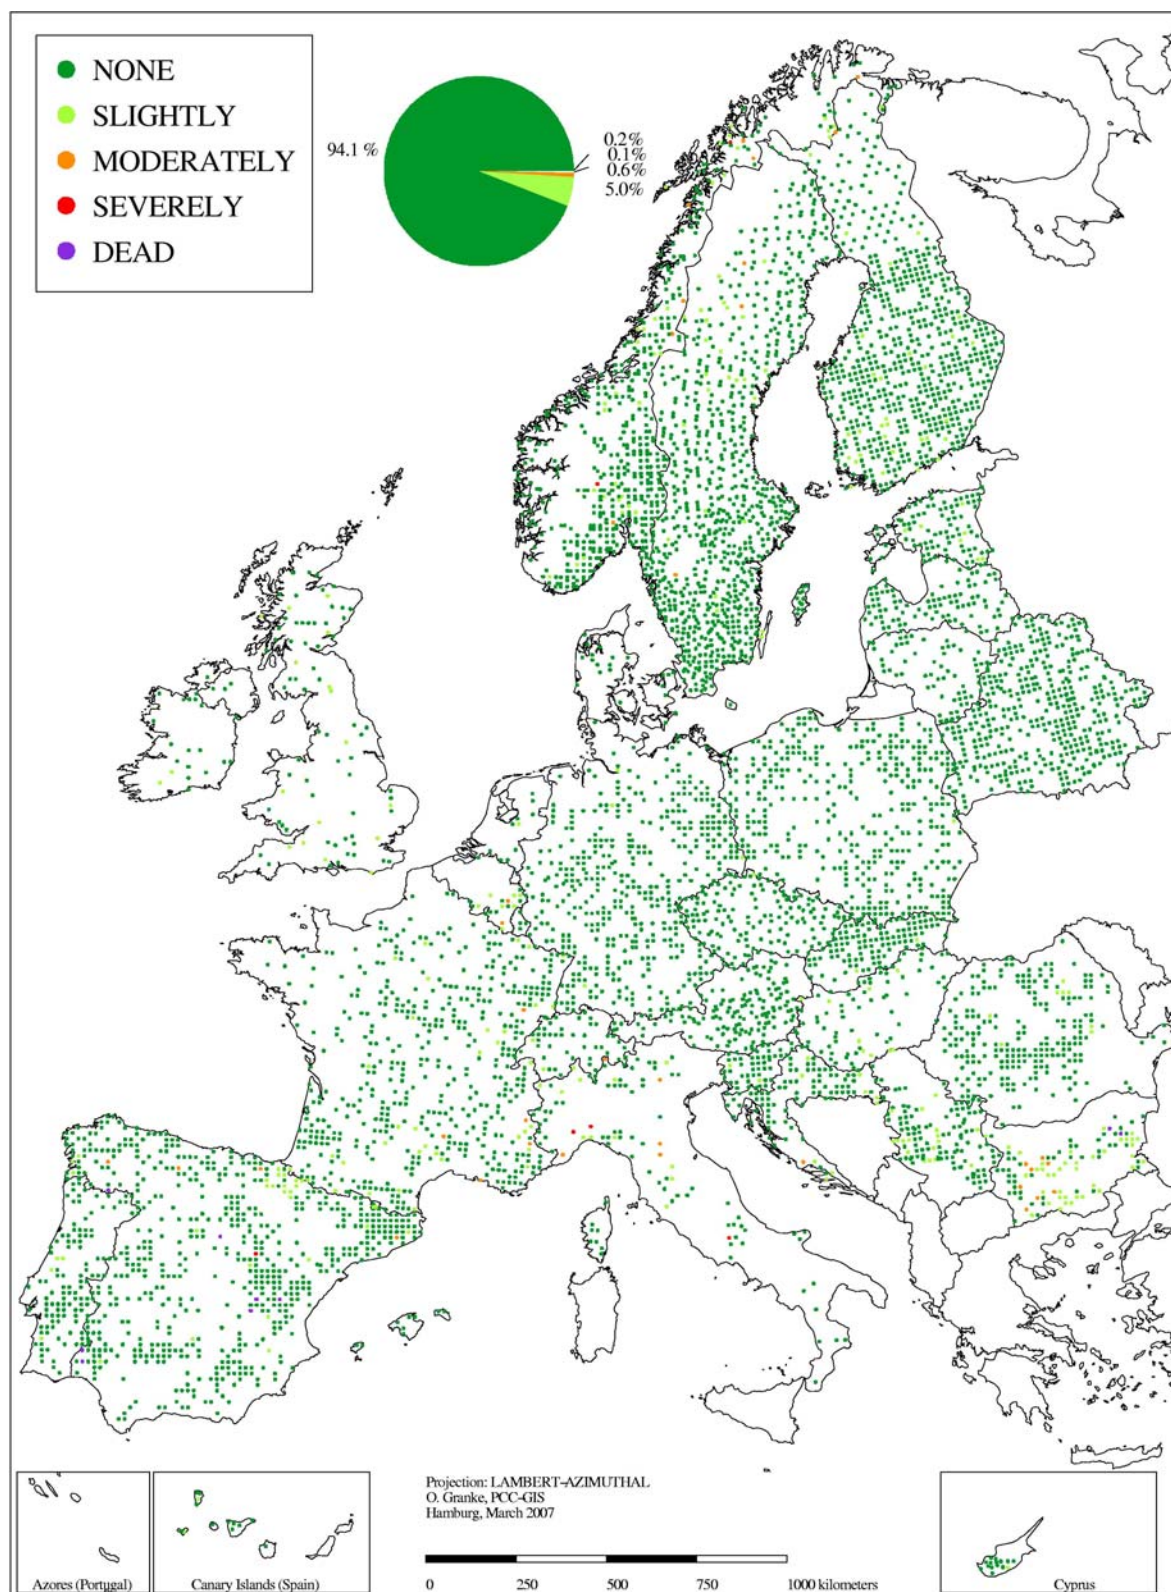 NONE
SLIGHTLY
MODERATELY
SEVERELY
DEAD
94.1 %
0.2%
0.1%
0.6%
5.0%
Projection: LAMBERT-AZIMUTHAL
O. Granke, PCC-GIS
Hamburg, March 2007
0 250 500 750 1000 kilometers
Azores (Portugal)
Canary Islands (Spain)
Cyprus